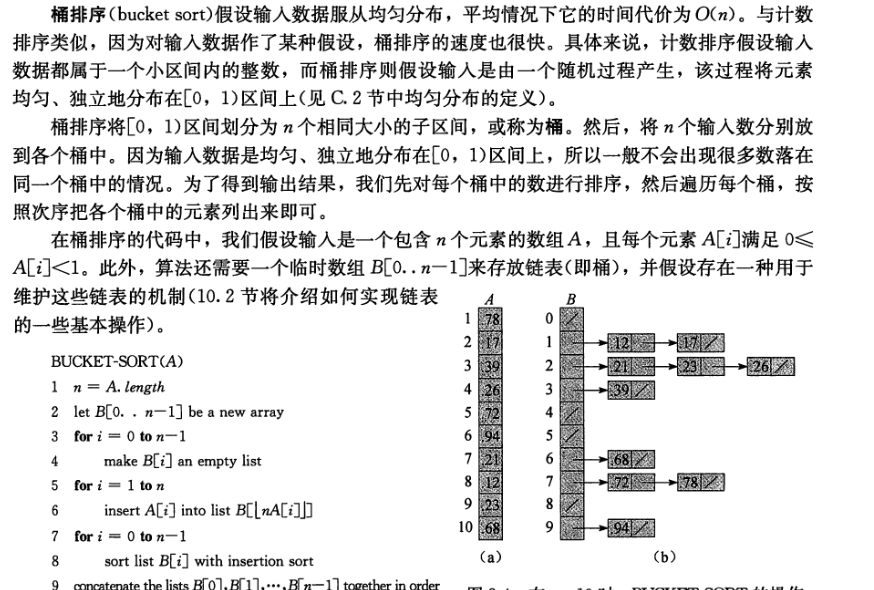 桶排序(bucket sort)假设输入数据服从均匀分布，平均情况下它的时间代价为O(n)。与计数
排序类似，因为对输入数据作了某种假设，桶排序的速度也很快。具体来说，计数排序假设输入
数据都属于一个小区间内的整数，而桶排序则假设输入是由一个随机过程产生，该过程将元素
均匀、独立地分布在[0，1)区间上(见C.2节中均匀分布的定义)。
桶排序将[0，1)区间划分为n个相同大小的子区间，或称为桶。然后，将n个输入数分别放
到各个桶中。因为输入数据是均匀、独立地分布在[0，1)区间上，所以一般不会出现很多数落在
同一个桶中的情况。为了得到输出结果，我们先对每个桶中的数进行排序，然后遍历每个桶，按
照次序把各个桶中的元素列出来即可。
在桶排序的代码中，我们假设输入是一个包含n个元素的数组A，且每个元素A[i]满足0≤
A[i]<1。此外，算法还需要一个临时数组B[0..n-1]来存放链表(即桶)，并假设存在一种用于
维护这些链表的机制(10.2节将介绍如何实现链表
的一些基本操作)。
BUCKET-SORT(A)
1 n = A.length
2 let B[0..n-1] be a new array
3 for i = 0 to n-1
4 make B[i] an empty list
5 for i = 1 to n
6 insert A[i] into list B[⌊nA[i]⌋]
7 for i = 0 to n-1
8 sort list B[i] with insertion sort
9 concatenate the lists B[0],B[1],…,B[n-1] together in order
A B
1 .78 0
2 .17 1 .12 .17
3 .39 2 .21 .23 .26
4 .26 3 .39
5 .72 4
6 .94 5
7 .21 6 .68
8 .12 7 .72 .78
9 .23 8
10 .68 9 .94
(a) (b)